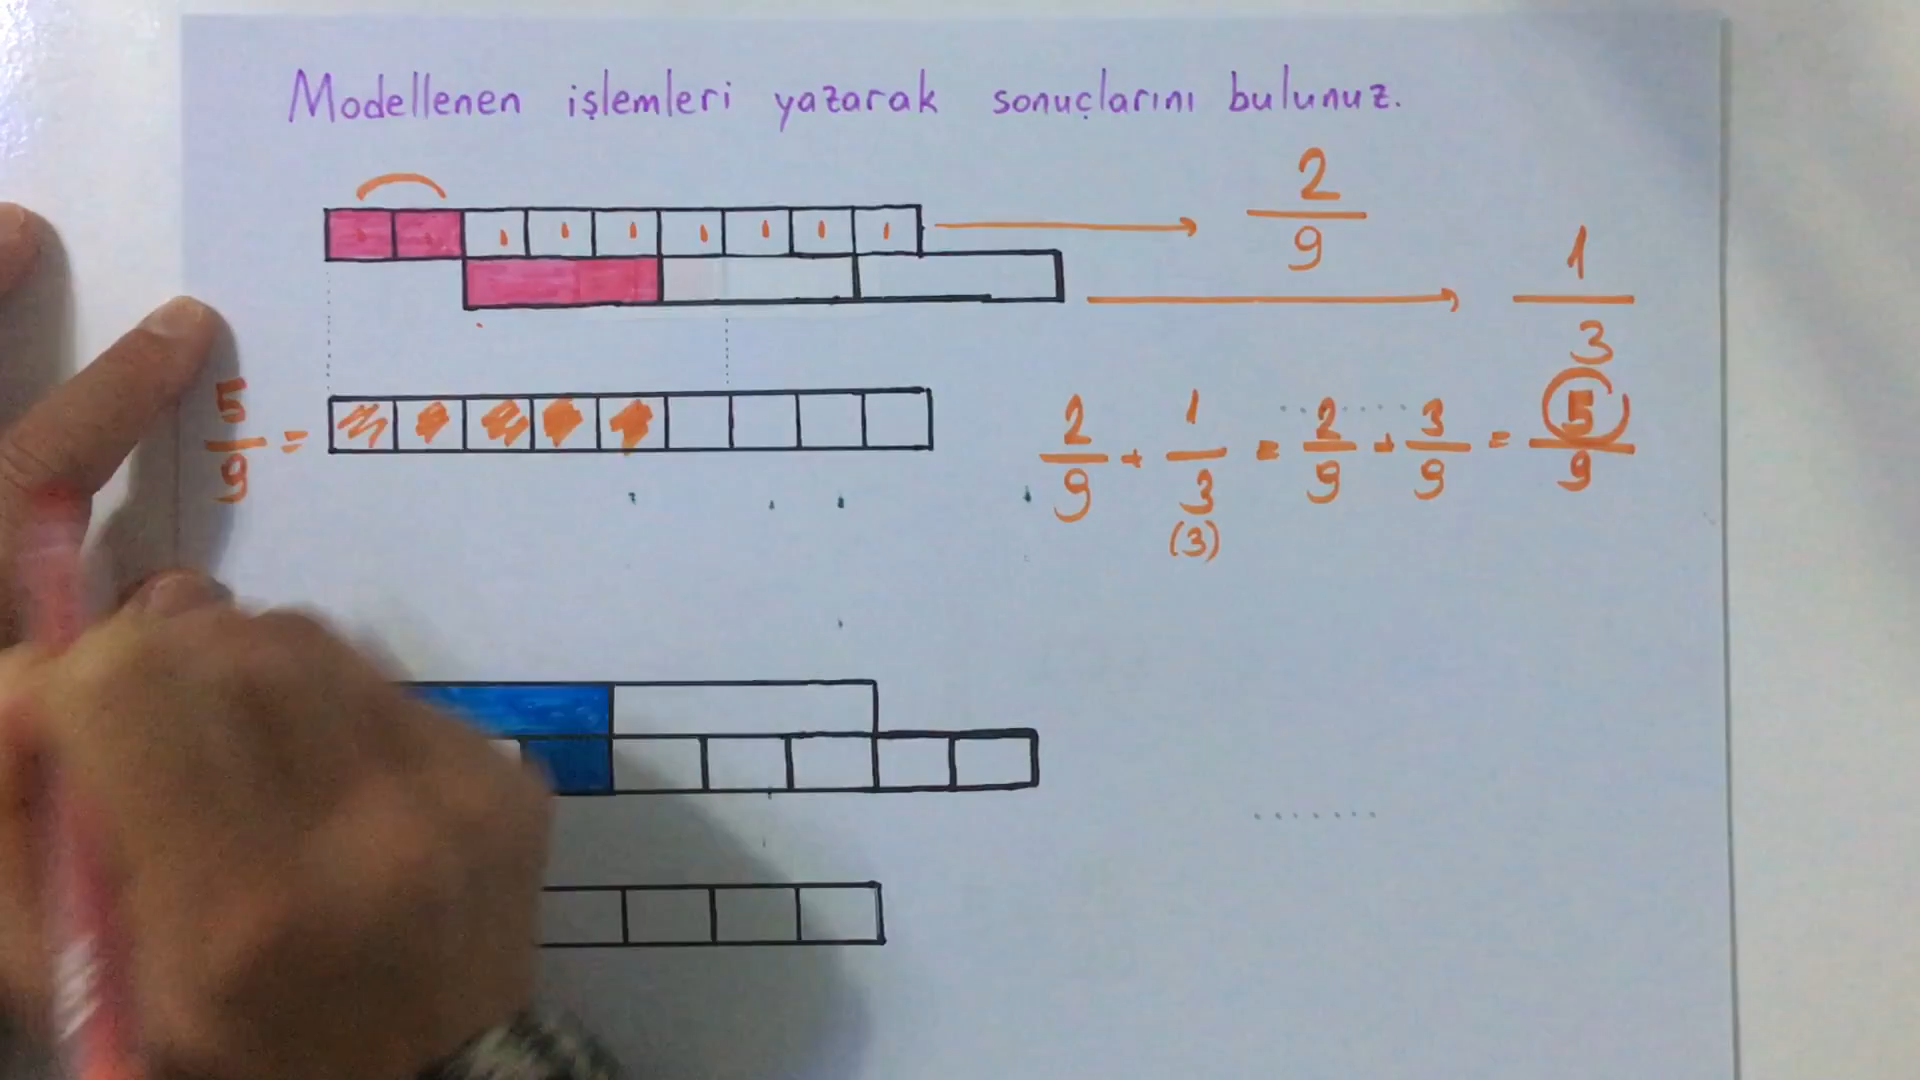 Modellenen işlemleri yazarak sonuçlarını bulunuz.
2/9
1/3
5/9 =
2/9 + 1/3 = 2/9 + 3/9 = 5/9
(3)